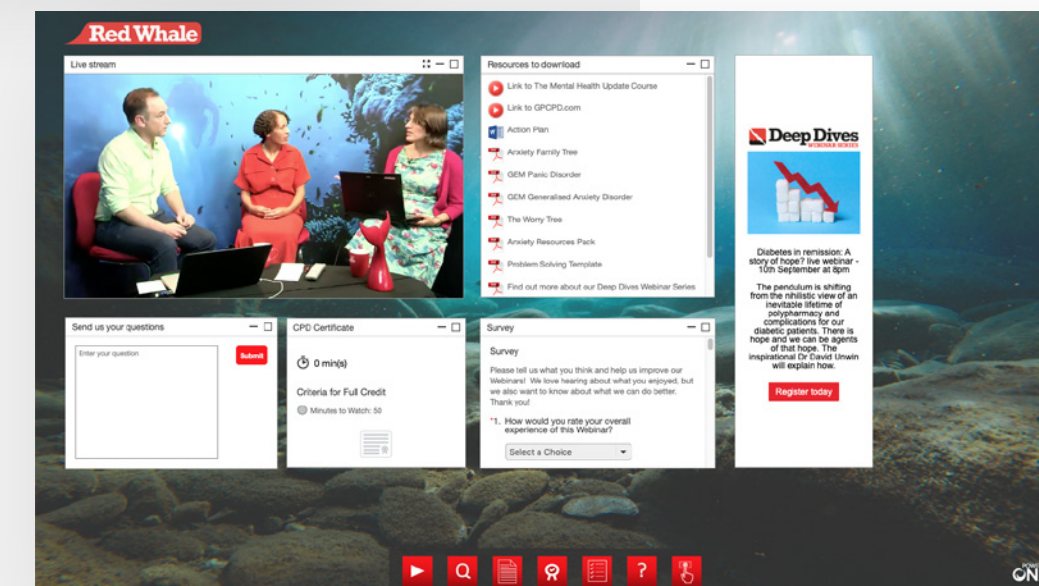 Red Whale
Live stream
Resources to download
Link to The Mental Health Update Course
Link to GPCPD.com
Action Plan
Anxiety Family Tree
GEM Panic Disorder
GEM Generalised Anxiety Disorder
The Worry Tree
Anxiety Resources Pack
Problem Solving Template
Find out more about our Deep Dives Webinar Series
Deep Dives
WEBINAR SERIES
Diabetes in remission: A
story of hope? live webinar -
10th September at 8pm
The pendulum is shifting
from the nihilistic view of an
inevitable lifetime of
polypharmacy and
complications for our
diabetic patients. There is
hope and we can be agents
of that hope. The
inspirational Dr David Unwin
will explain how.
Register today
Send us your questions
Enter your question
Submit
CPD Certificate
0 min(s)
Criteria for Full Credit
Minutes to Watch: 50
Survey
Survey
Please tell us what you think and help us improve our
Webinars! We love hearing about what you enjoyed, but
we also want to know about what we can do better.
Thank you!
*1. How would you rate your overall
experience of this Webinar?
Select a Choice
?
ON